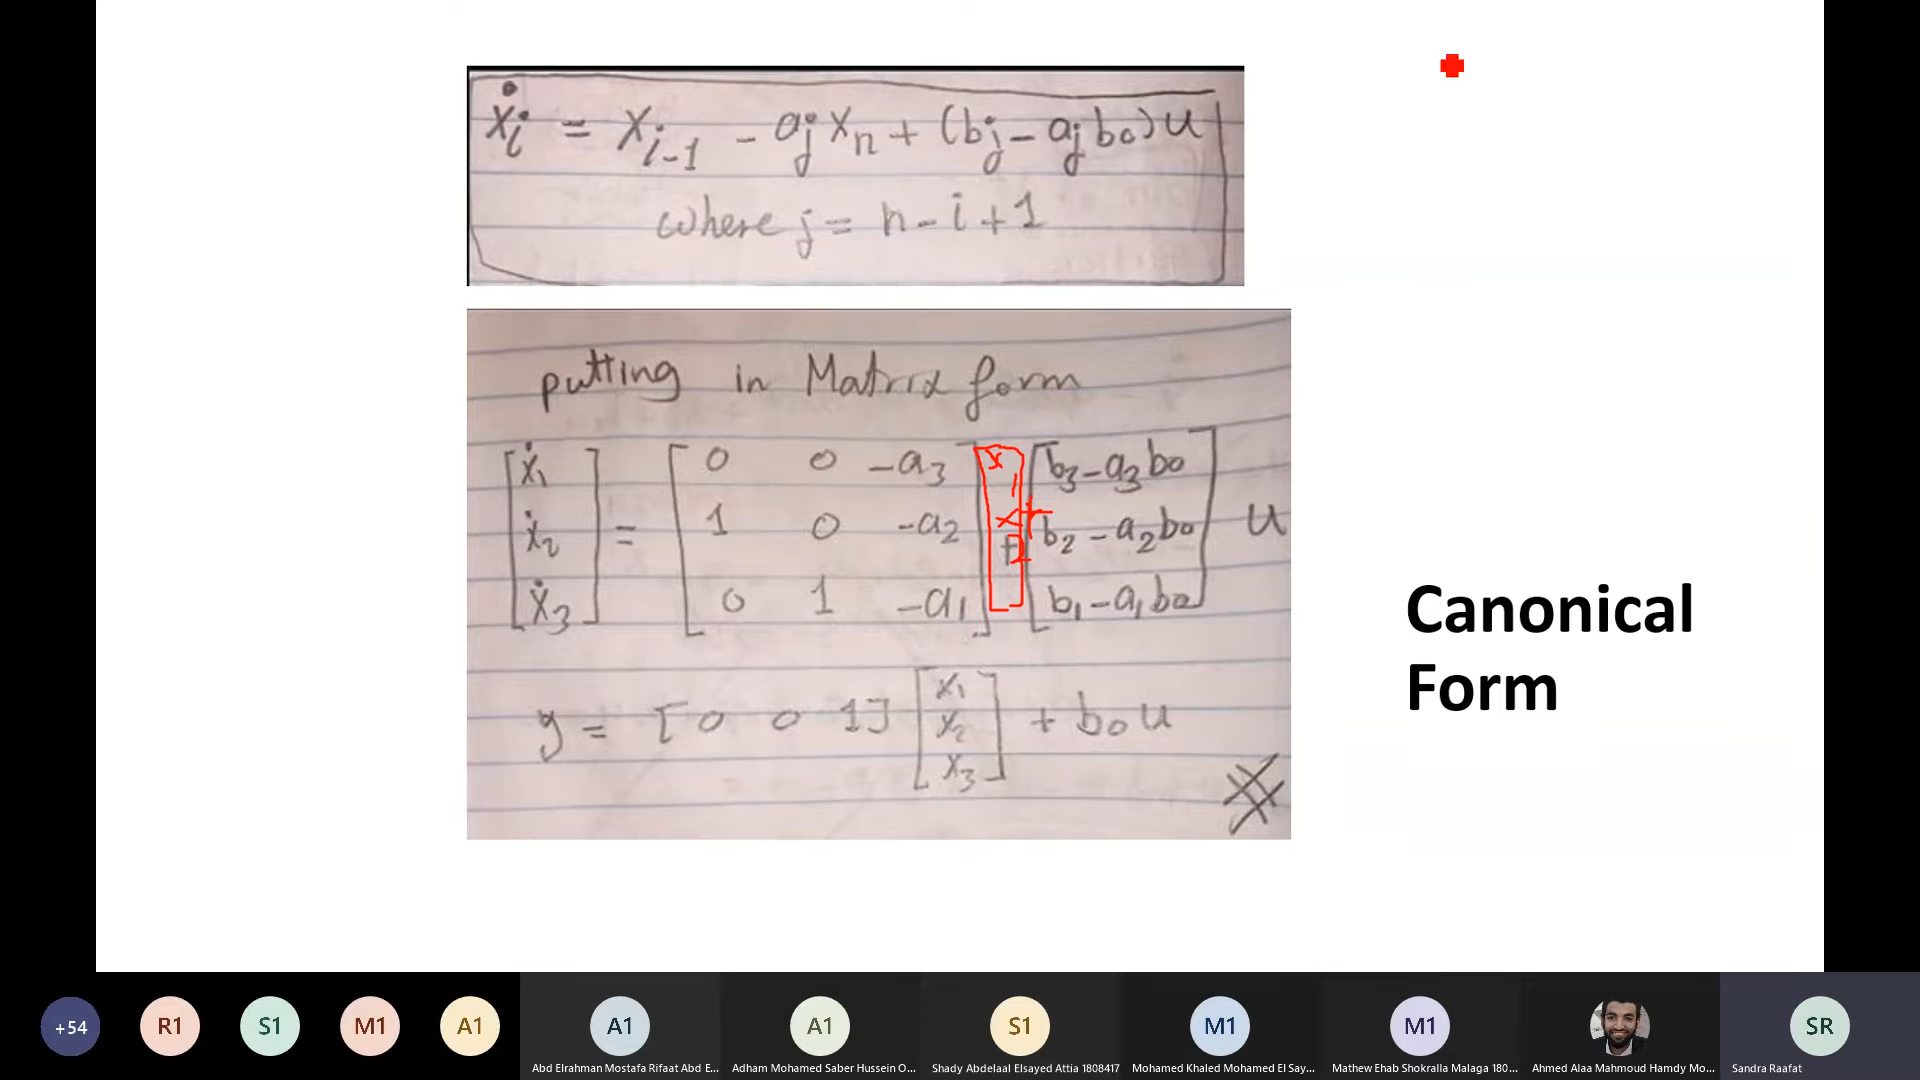 ẋi = xi-1 - aj xn + (bj - aj b0) u
where j = n - i + 1
putting in Matrix form
[ẋ1 ẋ2 ẋ3] = [0 0 -a3 x1 + b3 - a3 b0
1 0 -a2 x b2 - a2 b0 u
0 1 -a1] [b1 - a1 b0]
y = [0 0 1] [x1 x2 x3] + b0 u
Canonical
Form
+54
R1
S1
M1
A1
A1
A1
S1
M1
M1
SR
Abd Elrahman Mostafa Rifaat Abd E...
Adham Mohamed Saber Hussein O...
Shady Abdelaal Elsayed Attia 1808417
Mohamed Khaled Mohamed El Say...
Mathew Ehab Shokralla Malaga 180...
Ahmed Alaa Mahmoud Hamdy Mo...
Sandra Raafat